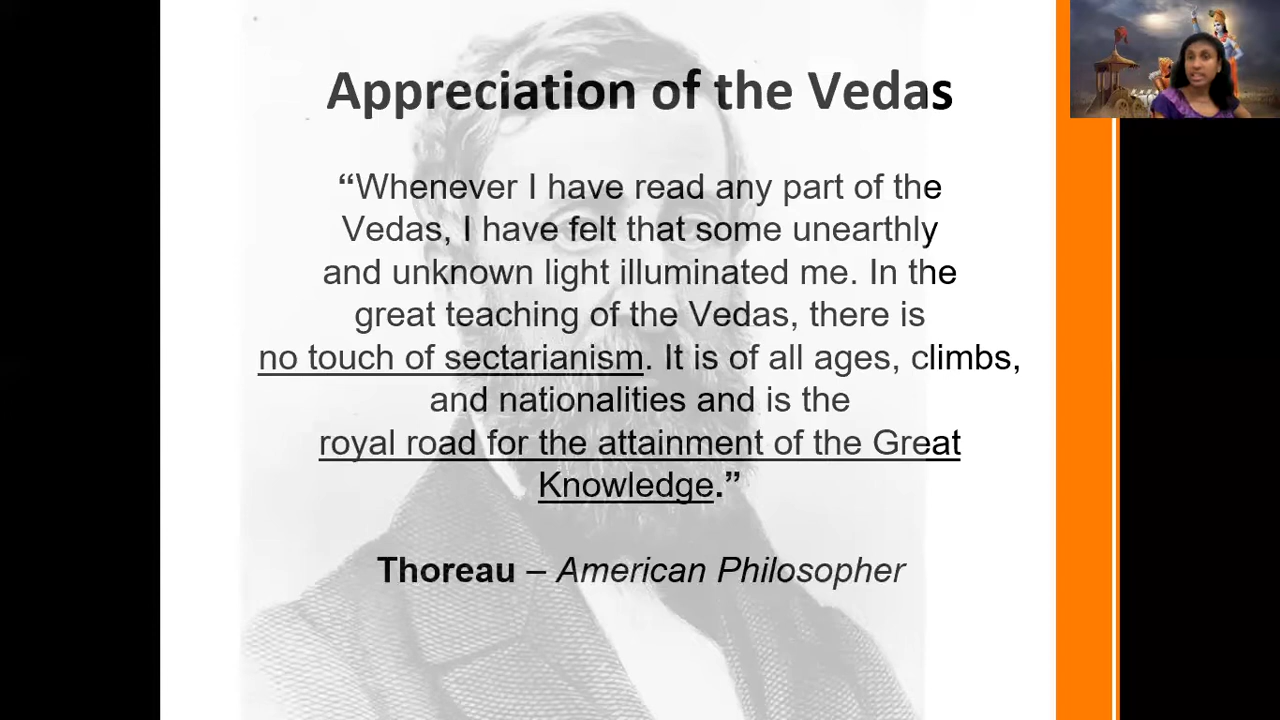 Appreciation of the Vedas
“Whenever I have read any part of the
Vedas, I have felt that some unearthly
and unknown light illuminated me. In the
great teaching of the Vedas, there is
no touch of sectarianism. It is of all ages, climbs,
and nationalities and is the
royal road for the attainment of the Great
Knowledge.”
Thoreau – American Philosopher